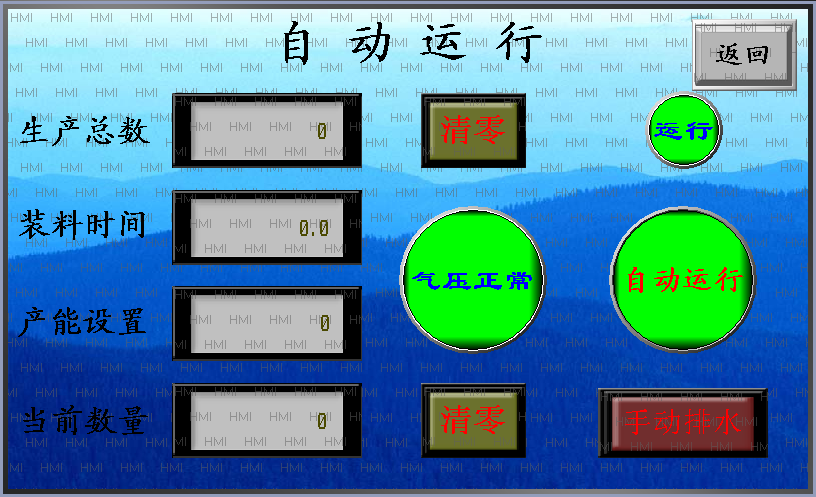 自动运行
返回
生产总数 0 清零 运行
装料时间 0.0
气压正常 自动运行
产能设置 0
当前数量 0 清零 手动排水